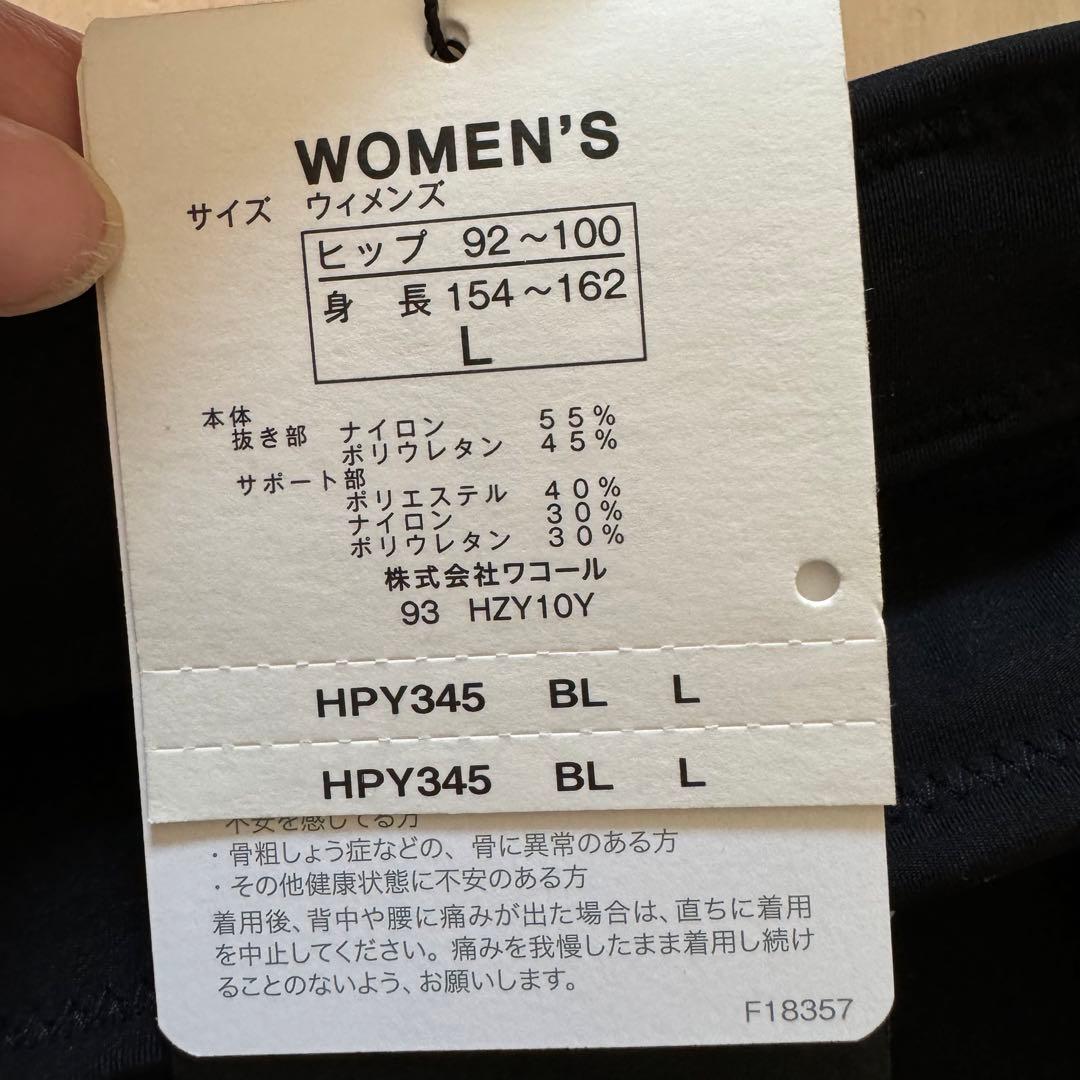 WOMEN'S
サイズ ウィメンズ
ヒップ 92～100
身 長 154～162
L
本体
抜き部 ナイロン 55%
ポリウレタン 45%
サポート部
ポリエステル 40%
ナイロン 30%
ポリウレタン 30%
株式会社ワコール
93 HZY10Y
HPY345 BL L
HPY345 BL L
不安を感じてる方
・骨粗しょう症などの、骨に異常のある方
・その他健康状態に不安のある方
着用後、背中や腰に痛みが出た場合は、直ちに着用
を中止してください。痛みを我慢したまま着用し続け
ることのないよう、お願いします。
F18357